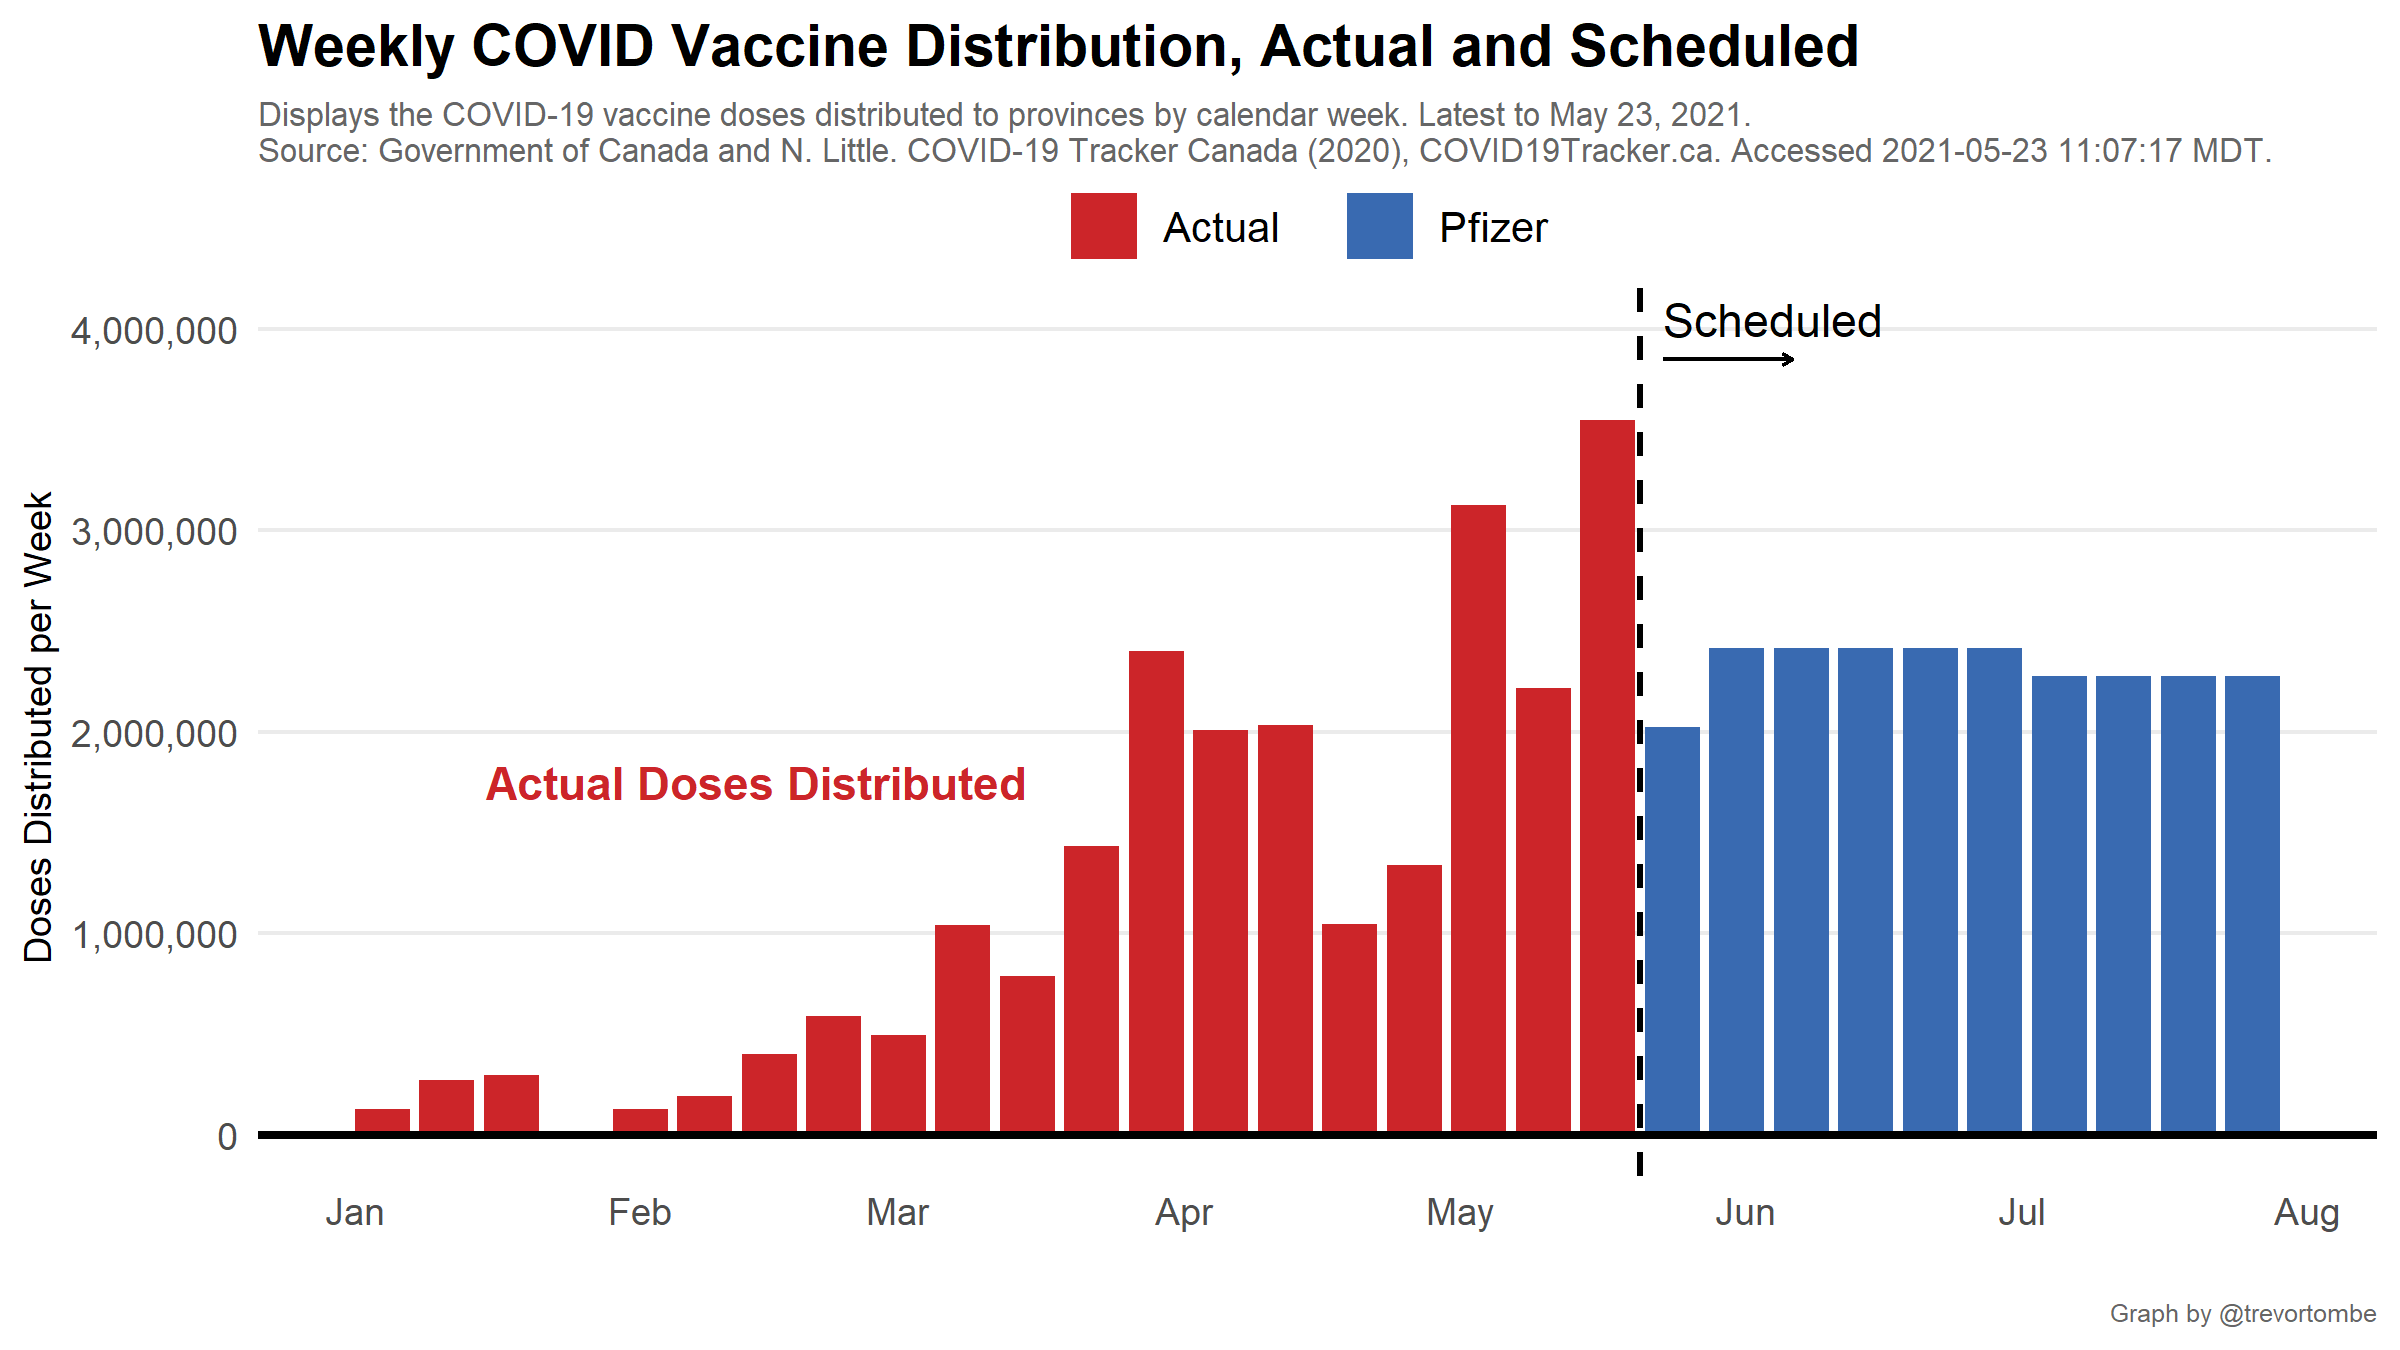 Weekly COVID Vaccine Distribution, Actual and Scheduled
Displays the COVID-19 vaccine doses distributed to provinces by calendar week. Latest to May 23, 2021.
Source: Government of Canada and N. Little. COVID-19 Tracker Canada (2020), COVID19Tracker.ca. Accessed 2021-05-23 11:07:17 MDT.
Actual
Pfizer
Scheduled
4,000,000
3,000,000
2,000,000
1,000,000
0
Doses Distributed per Week
Actual Doses Distributed
Jan
Feb
Mar
Apr
May
Jun
Jul
Aug
Graph by @trevortombe